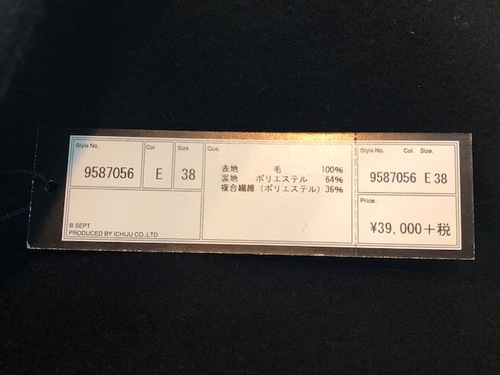 Style No. Col. Size
9587056 E 38
B SEPT
PRODUCED BY ICHIJU CO.,LTD
Qua.
表地 毛 100%
裏地 ポリエステル 64%
複合繊維(ポリエステル) 36%
Style No. Col. Size.
9587056 E 38
Price.
¥39,000+税